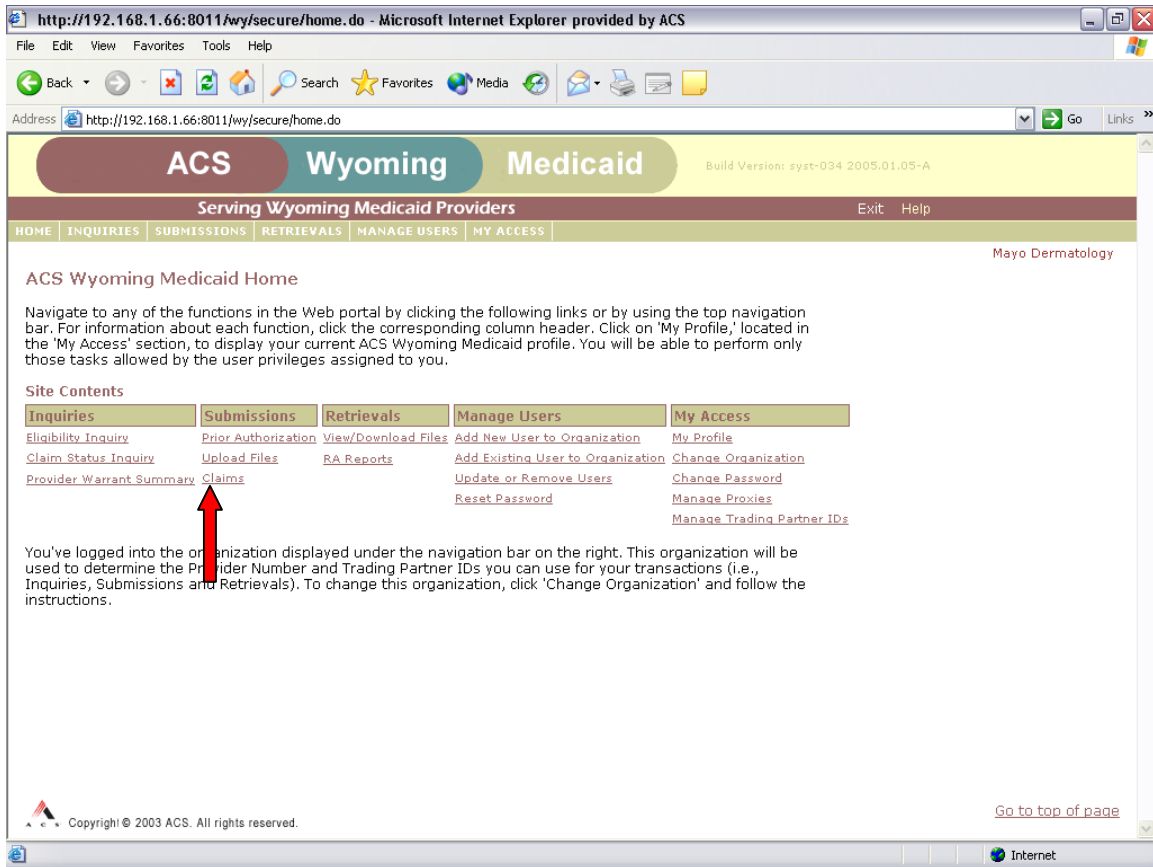 http://192.168.1.66:8011/wy/secure/home.do - Microsoft Internet Explorer provided by ACS
File Edit View Favorites Tools Help
Back Search Favorites Media
Address http://192.168.1.66:8011/wy/secure/home.do Go Links »
ACS Wyoming Medicaid Build Version: syst-034 2005.01.05-A
Serving Wyoming Medicaid Providers Exit Help
HOME INQUIRIES SUBMISSIONS RETRIEVALS MANAGE USERS MY ACCESS
Mayo Dermatology
ACS Wyoming Medicaid Home
Navigate to any of the functions in the Web portal by clicking the following links or by using the top navigation
bar. For information about each function, click the corresponding column header. Click on 'My Profile,' located in
the 'My Access' section, to display your current ACS Wyoming Medicaid profile. You will be able to perform only
those tasks allowed by the user privileges assigned to you.
Site Contents
Inquiries Submissions Retrievals Manage Users My Access
Eligibility Inquiry Prior Authorization View/Download Files Add New User to Organization My Profile
Claim Status Inquiry Upload Files RA Reports Add Existing User to Organization Change Organization
Provider Warrant Summary Claims Update or Remove Users Change Password
Reset Password Manage Proxies
Manage Trading Partner IDs
You've logged into the organization displayed under the navigation bar on the right. This organization will be
used to determine the Provider Number and Trading Partner IDs you can use for your transactions (i.e.,
Inquiries, Submissions and Retrievals). To change this organization, click 'Change Organization' and follow the
instructions.
Go to top of page
A C S Copyright © 2003 ACS. All rights reserved.
Internet